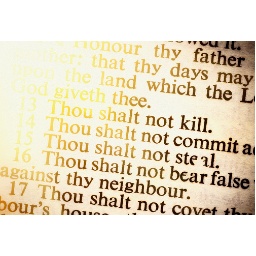 owed it.
Honour thy father
that thy days may
upon the land which the L
God giveth thee.
13 Thou shalt not kill.
14 Thou shalt not commit a
15 Thou shalt not steal.
16 Thou shalt not bear false
against thy neighbour.
17 Thou shalt not covet thy
bour's house